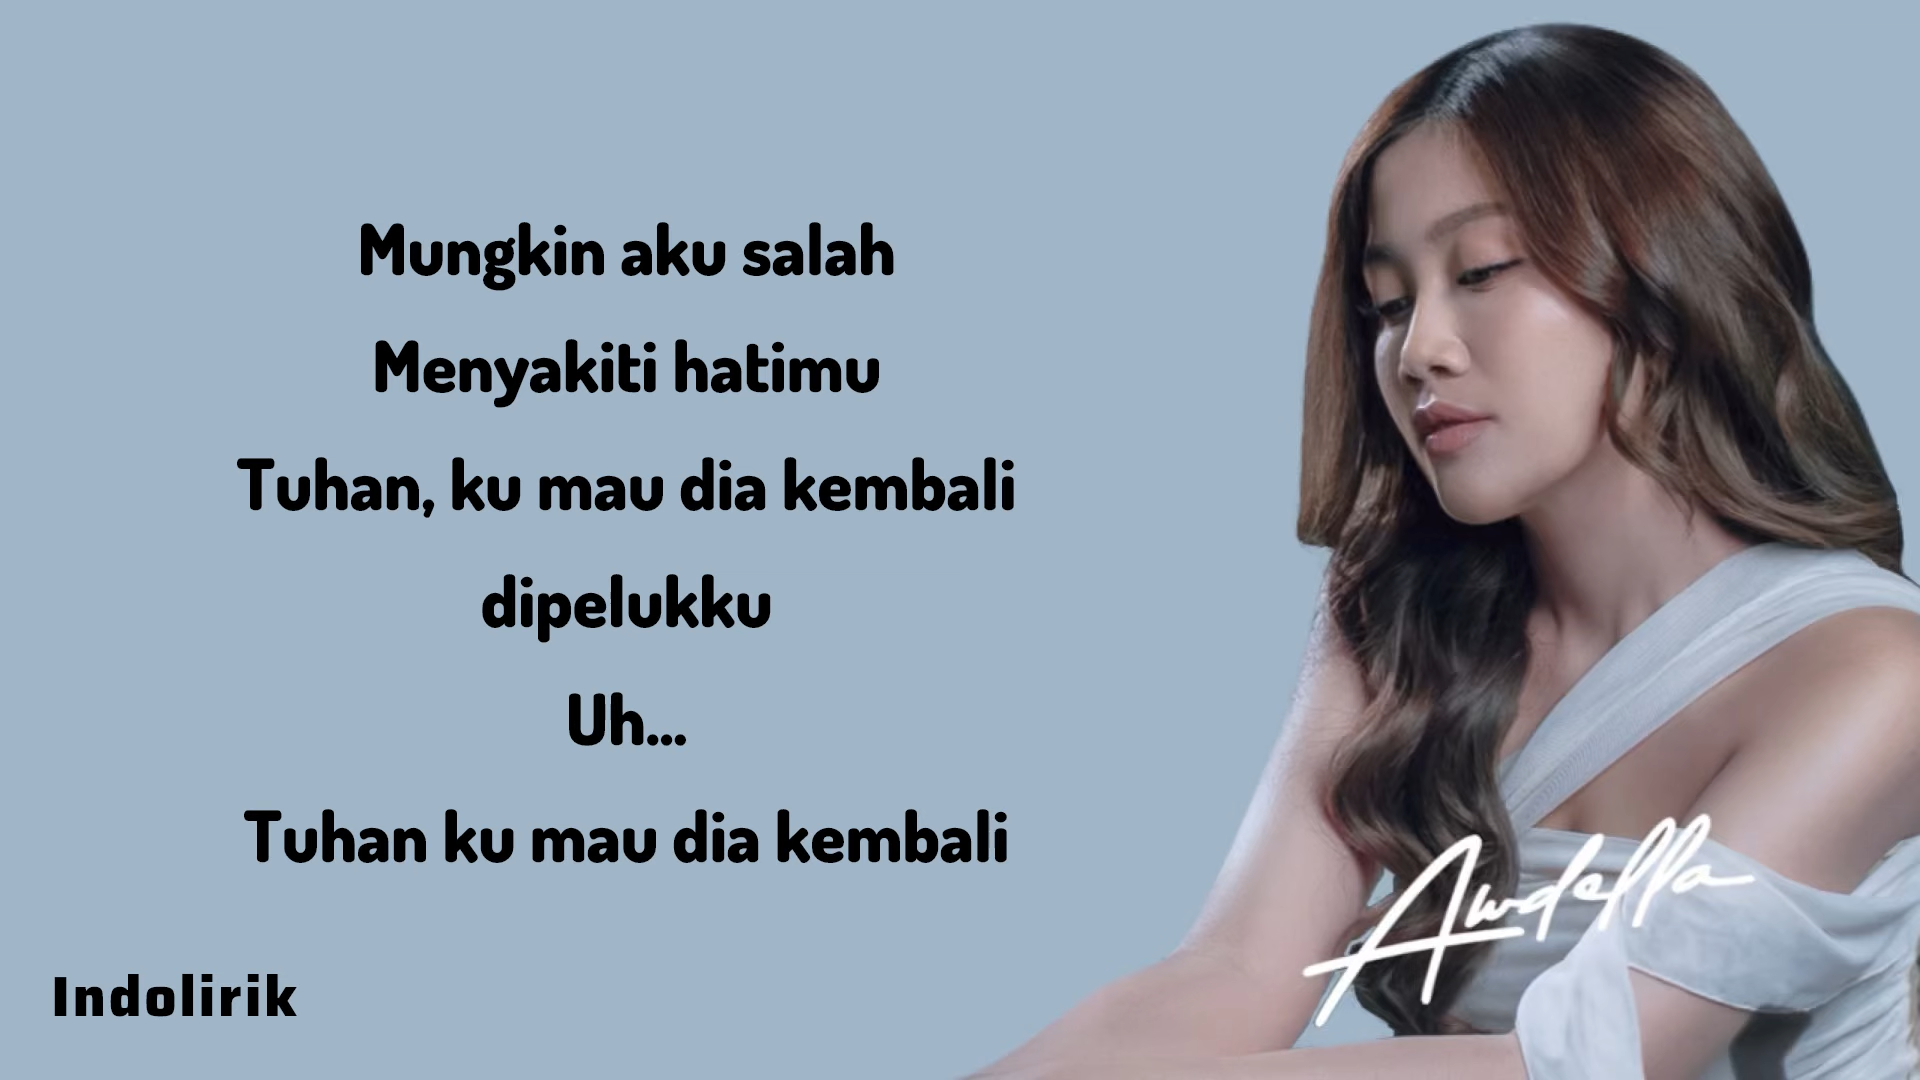 Mungkin aku salah
Menyakiti hatimu
Tuhan, ku mau dia kembali
dipelukku
Uh...
Tuhan ku mau dia kembali
Awdella
Indolirik